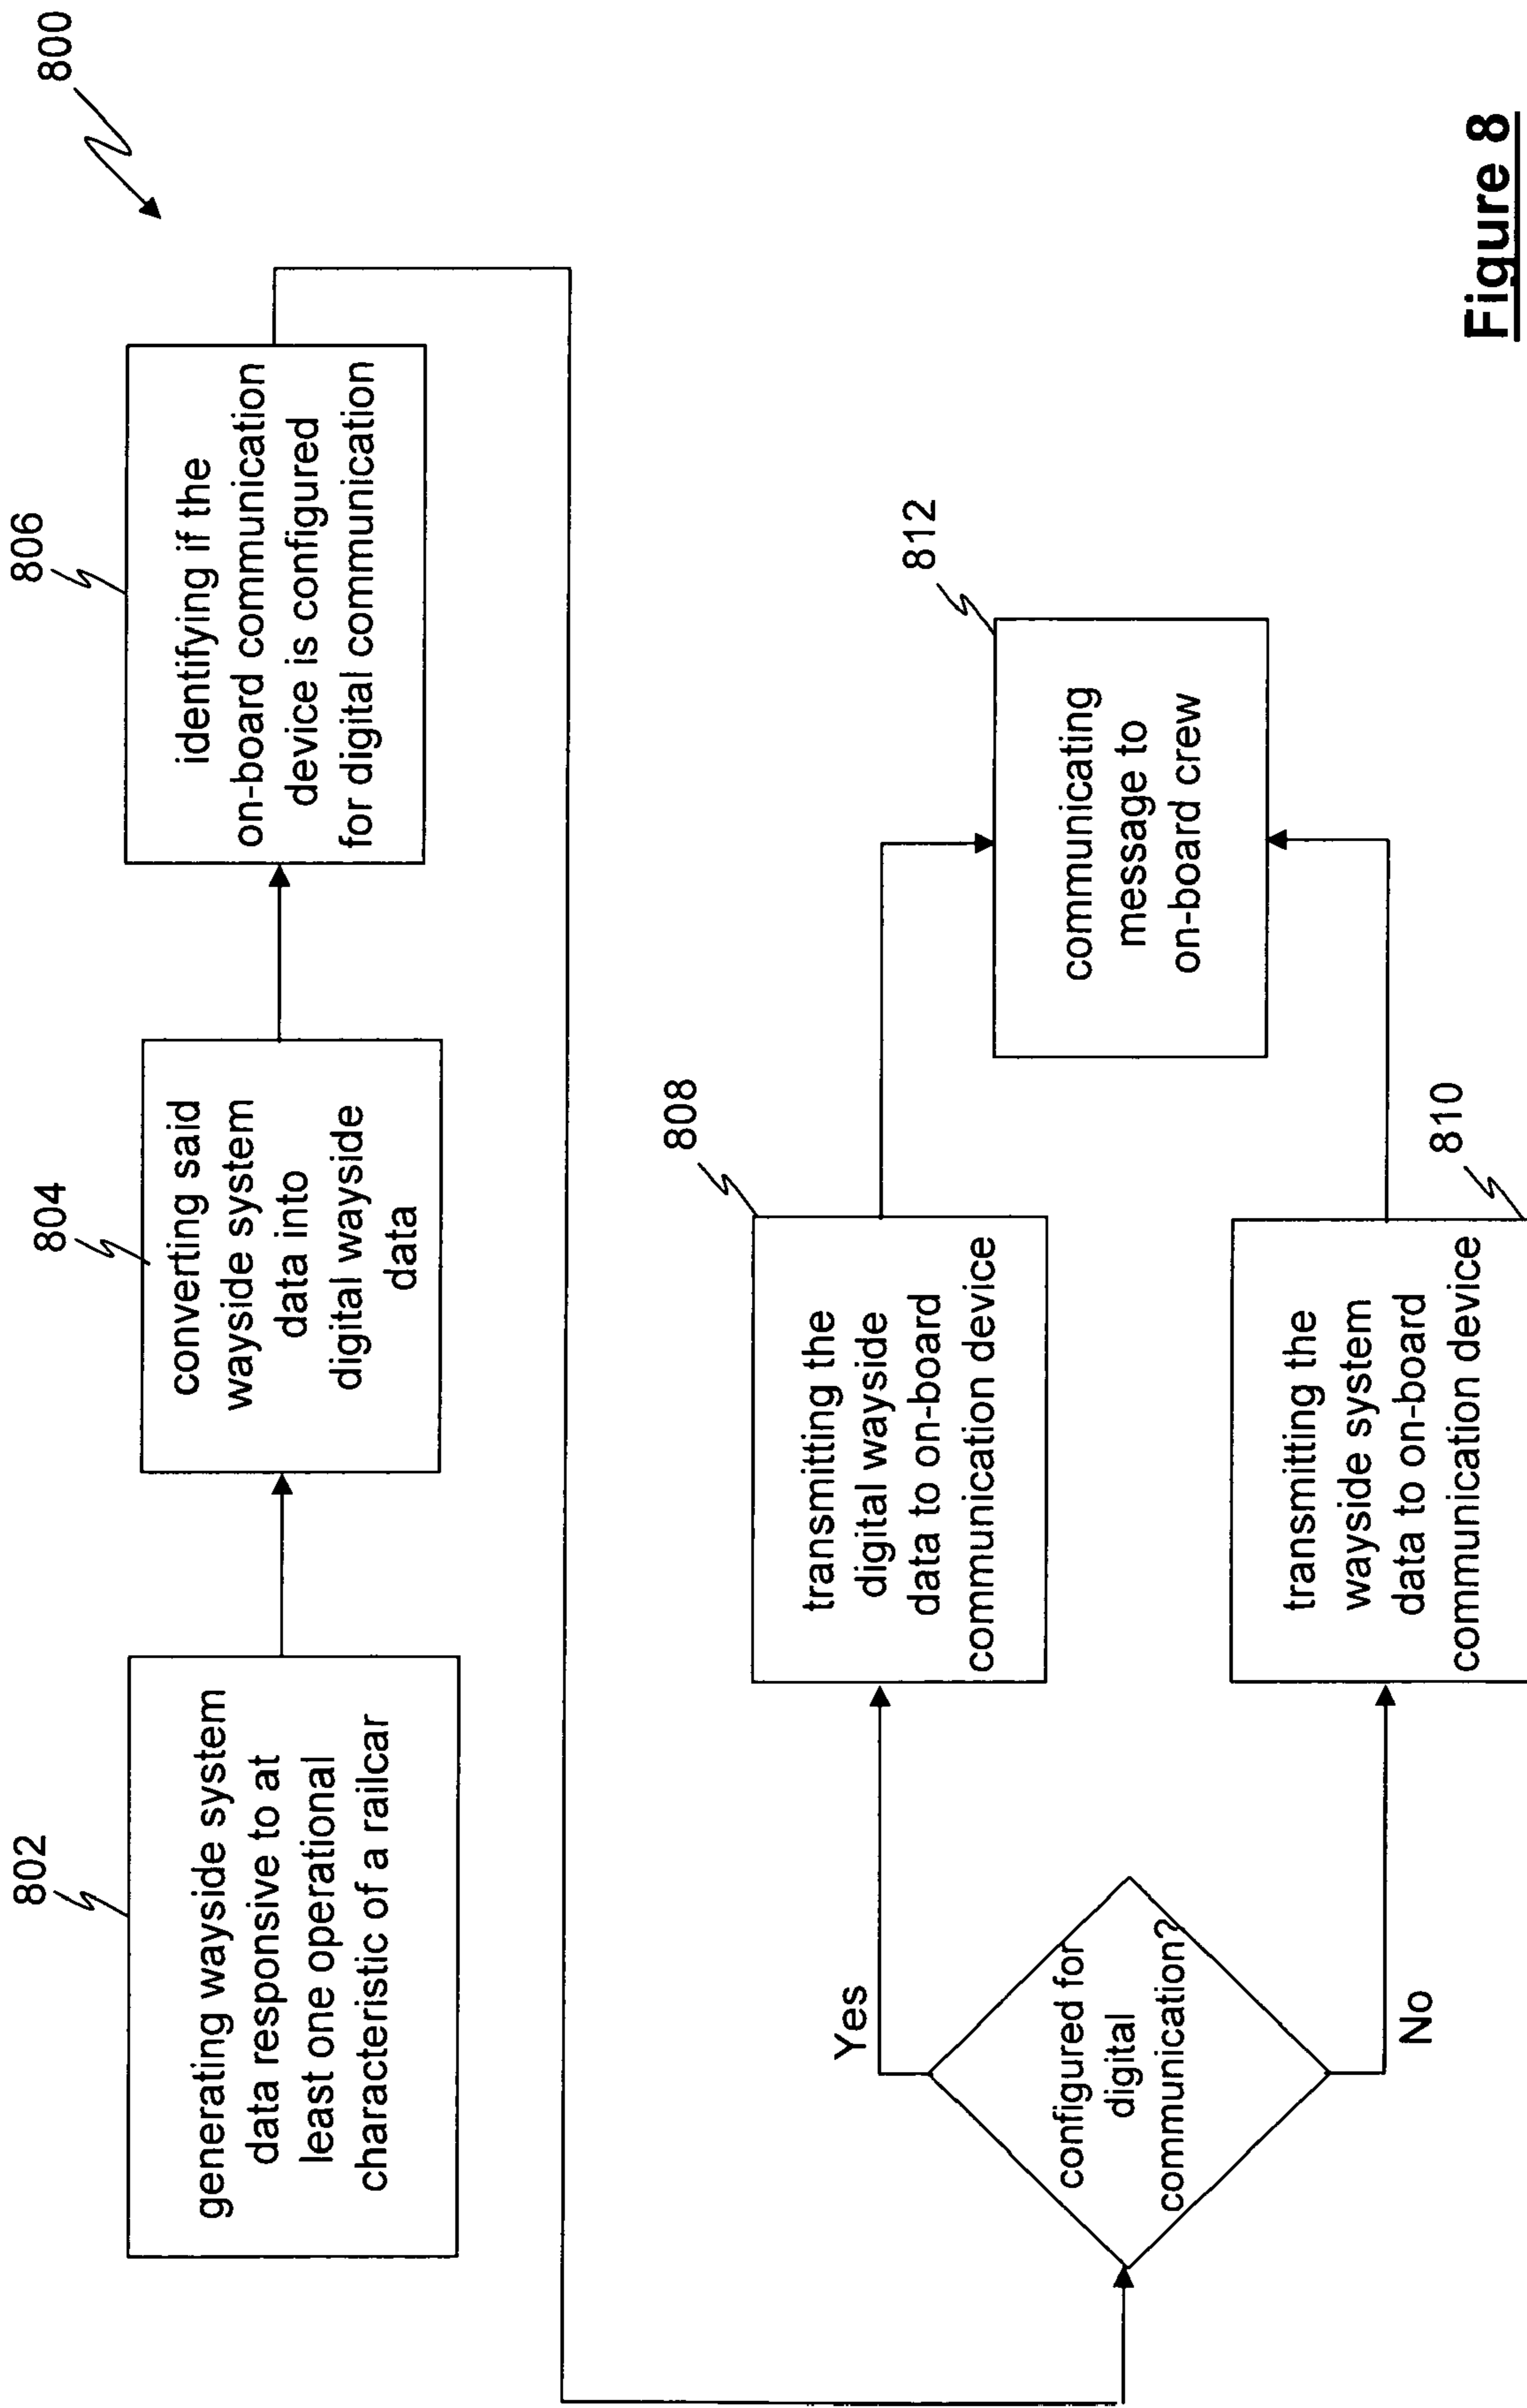 800
802
generating wayside system
data responsive to at
least one operational
characteristic of a railcar
804
converting said
wayside system
data into
digital wayside
data
806
identifying if the
on-board communication
device is configured
for digital communication
configured for
digital
communication?
Yes
No
808
transmitting the
digital wayside
data to on-board
communication device
810
transmitting the
wayside system
data to on-board
communication device
812
communicating
message to
on-board crew
Figure 8